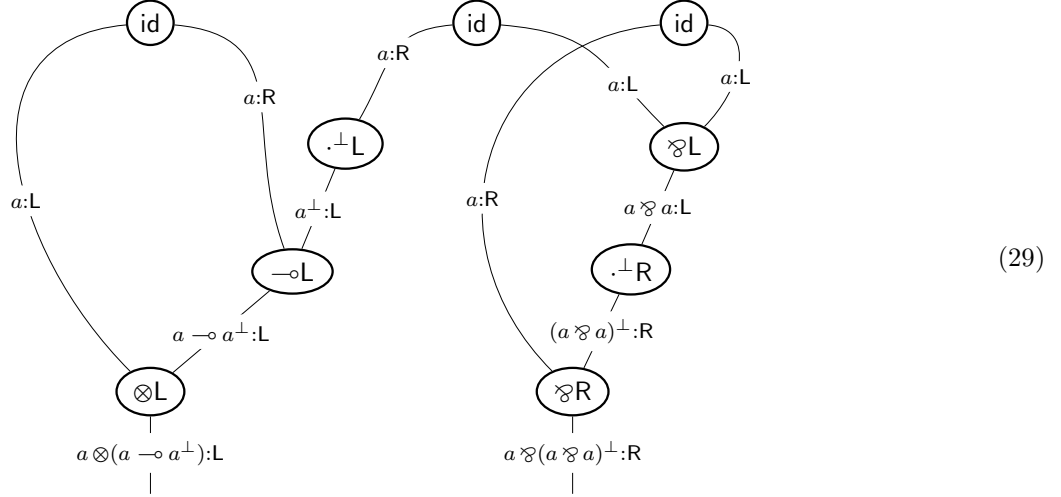 id id id
a:R
a:L a:L
a:R
·⊥L ⅋L
a:L a:R
a⊥:L a⅋a:L
⊸L ·⊥R (29)
a ⊸ a⊥:L (a⅋a)⊥:R
⊗L ⅋R
a⊗(a ⊸ a⊥):L a⅋(a⅋a)⊥:R